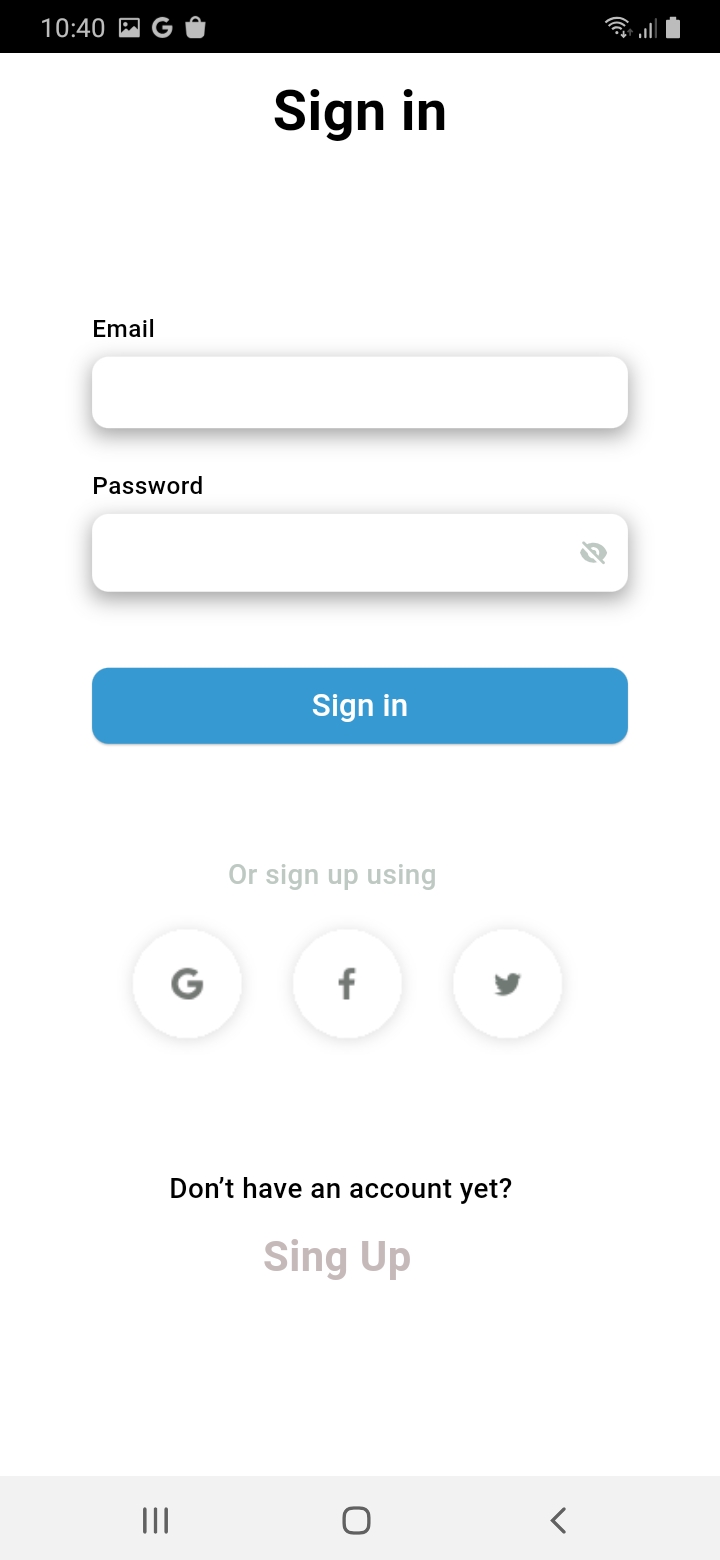 10:40
Sign in
Email
Password
Sign in
Or sign up using
Don’t have an account yet?
Sing Up